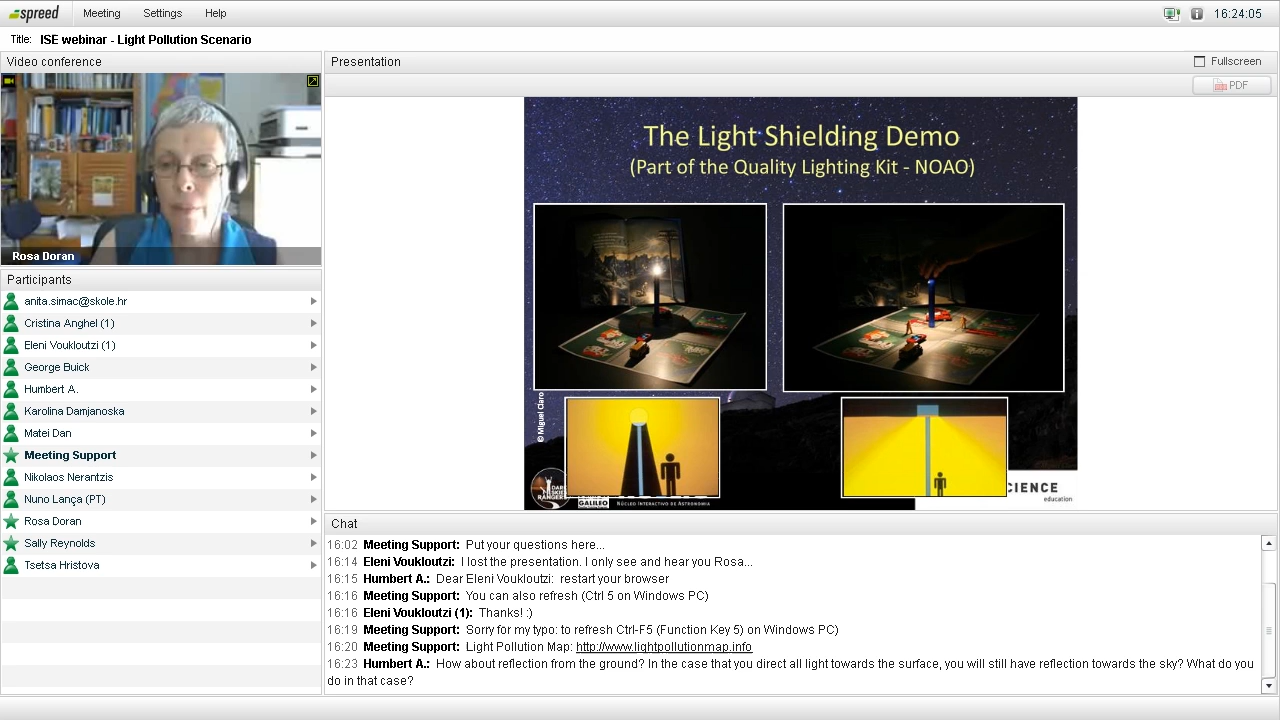 spreed Meeting Settings Help 16:24:05
Title: ISE webinar - Light Pollution Scenario
Video conference
Rosa Doran
Participants
anita.simac@skole.hr
Cristina Anghel (1)
Eleni Voukloutzi (1)
George Buick
Humbert A.
Karolina Damjanoska
Matei Dan
Meeting Support
Nikolaos Nerantzis
Nuno Lança (PT)
Rosa Doran
Sally Reynolds
Tsetsa Hristova
Presentation Fullscreen
PDF
The Light Shielding Demo
(Part of the Quality Lighting Kit - NOAO)
© Miguel Claro
DARK
SKIES
RANGERS
GALILEO NÚCLEO INTERACTIVO DE ASTRONOMIA
CIENCE
education
Chat
16:02 Meeting Support: Put your questions here...
16:14 Eleni Voukloutzi: I lost the presentation. I only see and hear you Rosa...
16:15 Humbert A.: Dear Eleni Voukloutzi: restart your browser
16:16 Meeting Support: You can also refresh (Ctrl 5 on Windows PC)
16:16 Eleni Voukloutzi (1): Thanks! :)
16:19 Meeting Support: Sorry for my typo: to refresh Ctrl-F5 (Function Key 5) on Windows PC)
16:20 Meeting Support: Light Pollution Map: http://www.lightpollutionmap.info
16:23 Humbert A.: How about reflection from the ground? In the case that you direct all light towards the surface, you will still have reflection towards the sky? What do you
do in that case?